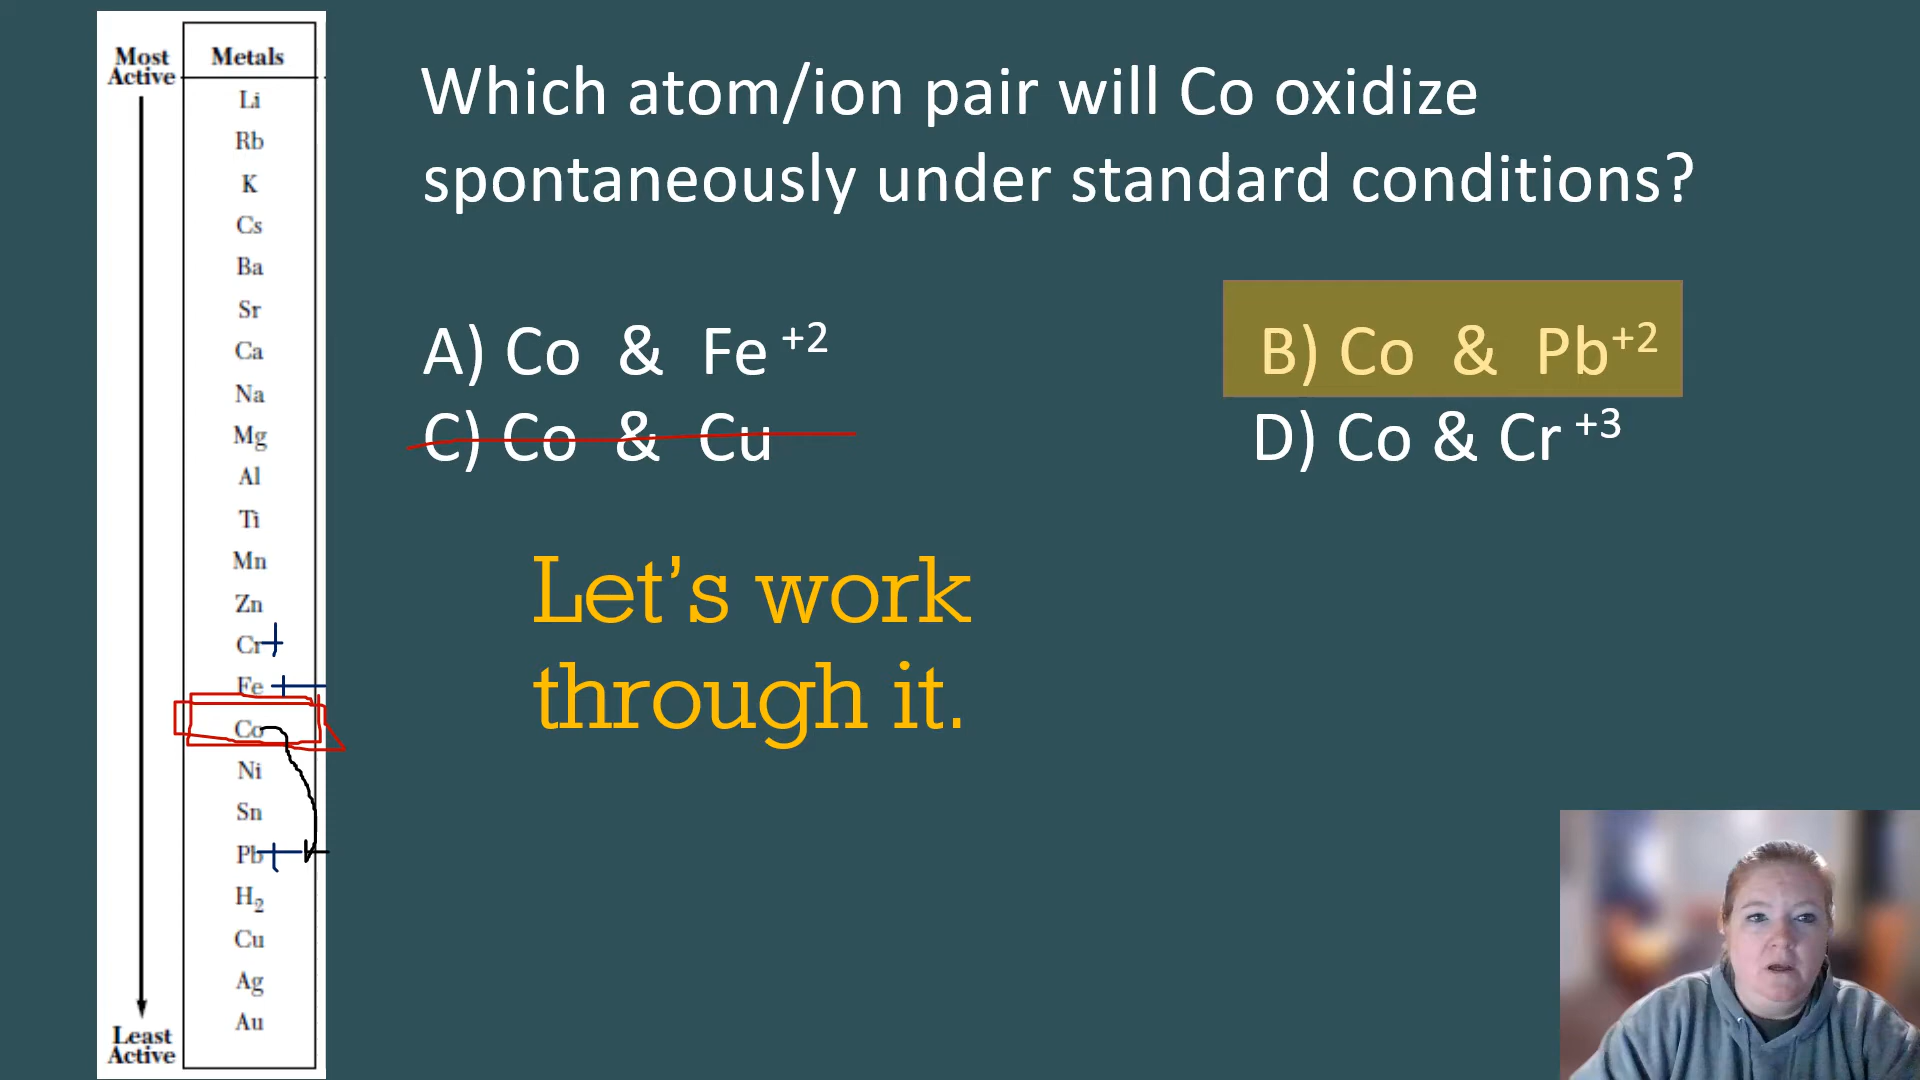 Most
Active
Metals
Li
Rb
K
Cs
Ba
Sr
Ca
Na
Mg
Al
Ti
Mn
Zn
Cr
Fe
Co
Ni
Sn
Pb
H₂
Cu
Ag
Au
Least
Active
Which atom/ion pair will Co oxidize
spontaneously under standard conditions?
A) Co & Fe ⁺²
B) Co & Pb⁺²
C) Co & Cu
D) Co & Cr ⁺³
Let's work
through it.